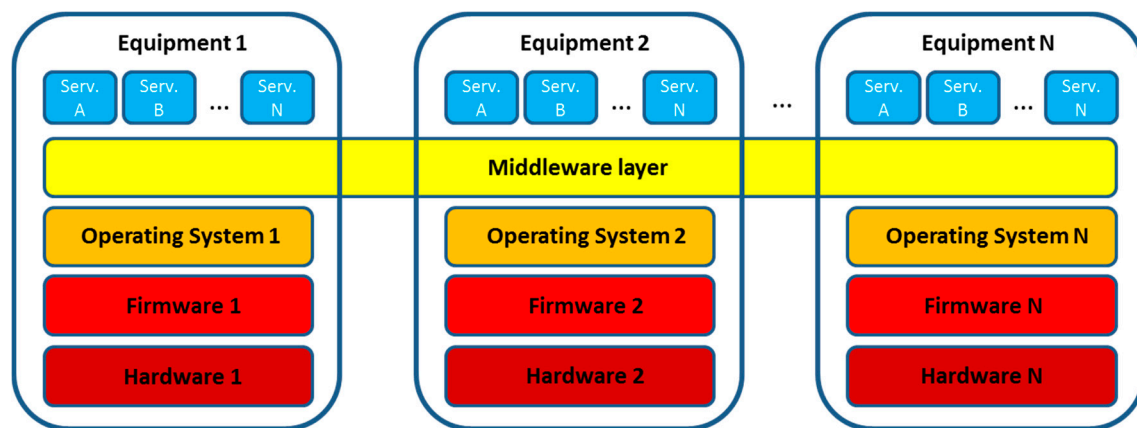 Equipment 1
Equipment 2
Equipment N
Serv.
A
Serv.
B
...
Serv.
N
Serv.
A
Serv.
B
...
Serv.
N
...
Serv.
A
Serv.
B
...
Serv.
N
Middleware layer
Operating System 1
Operating System 2
Operating System N
Firmware 1
Firmware 2
Firmware N
Hardware 1
Hardware 2
Hardware N